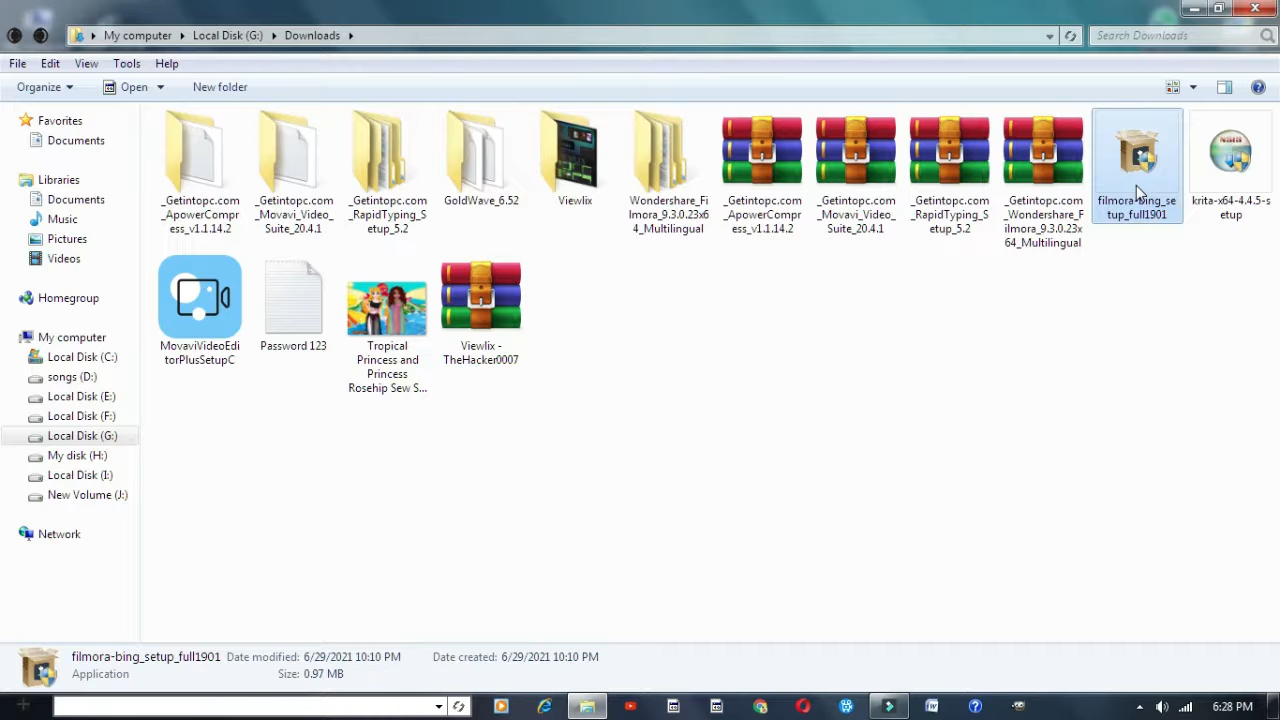 My computer
Local Disk (G:)
Downloads
Search Downloads
File
Edit
View
Tools
Help
Organize
Open
New folder
Favorites
Documents
Libraries
Documents
Music
Pictures
Videos
Homegroup
My computer
Local Disk (C:)
songs (D:)
Local Disk (E:)
Local Disk (F:)
Local Disk (G:)
My disk (H:)
Local Disk (I:)
New Volume (J:)
Network
_Getintopc.com
_ApowerCompr
ess_v1.1.14.2
_Getintopc.com
_Movavi_Video_
Suite_20.4.1
_Getintopc.com
_RapidTyping_S
etup_5.2
GoldWave_6.52
Viewlix
Wondershare_Fi
lmora_9.3.0.23x6
4_Multilingual
_Getintopc.com
_ApowerCompr
ess_v1.1.14.2
_Getintopc.com
_Movavi_Video_
Suite_20.4.1
_Getintopc.com
_RapidTyping_S
etup_5.2
_Getintopc.com
_Wondershare_F
ilmora_9.3.0.23x
64_Multilingual
filmora-bing_se
tup_full1901
krita-x64-4.4.5-s
etup
MovaviVideoEdi
torPlusSetupC
Password 123
Tropical
Princess and
Princess
Rosehip Sew S...
Viewlix -
TheHacker0007
filmora-bing_setup_full1901
Date modified: 6/29/2021 10:10 PM
Date created: 6/29/2021 10:10 PM
Application
Size: 0.97 MB
6:28 PM